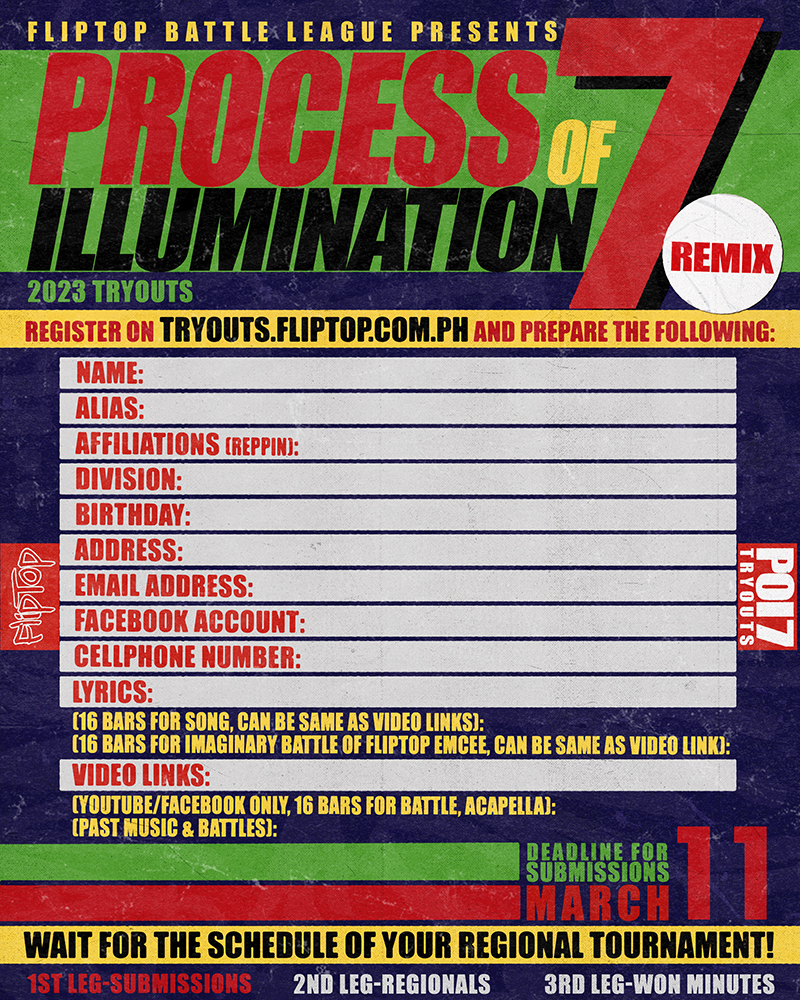 FLIPTOP BATTLE LEAGUE PRESENTS
PROCESS OF 7
ILLUMINATION
REMIX
2023 TRYOUTS
REGISTER ON TRYOUTS.FLIPTOP.COM.PH AND PREPARE THE FOLLOWING:
NAME:
ALIAS:
AFFILIATIONS (REPPIN):
DIVISION:
BIRTHDAY:
ADDRESS:
EMAIL ADDRESS:
FACEBOOK ACCOUNT:
CELLPHONE NUMBER:
LYRICS:
(16 BARS FOR SONG, CAN BE SAME AS VIDEO LINKS):
(16 BARS FOR IMAGINARY BATTLE OF FLIPTOP EMCEE, CAN BE SAME AS VIDEO LINK):
VIDEO LINKS:
(YOUTUBE/FACEBOOK ONLY, 16 BARS FOR BATTLE, ACAPELLA):
(PAST MUSIC & BATTLES):
FlipTop
POI7
TRYOUTS
DEADLINE FOR
SUBMISSIONS
MARCH 11
WAIT FOR THE SCHEDULE OF YOUR REGIONAL TOURNAMENT!
1ST LEG-SUBMISSIONS 2ND LEG-REGIONALS 3RD LEG-WON MINUTES